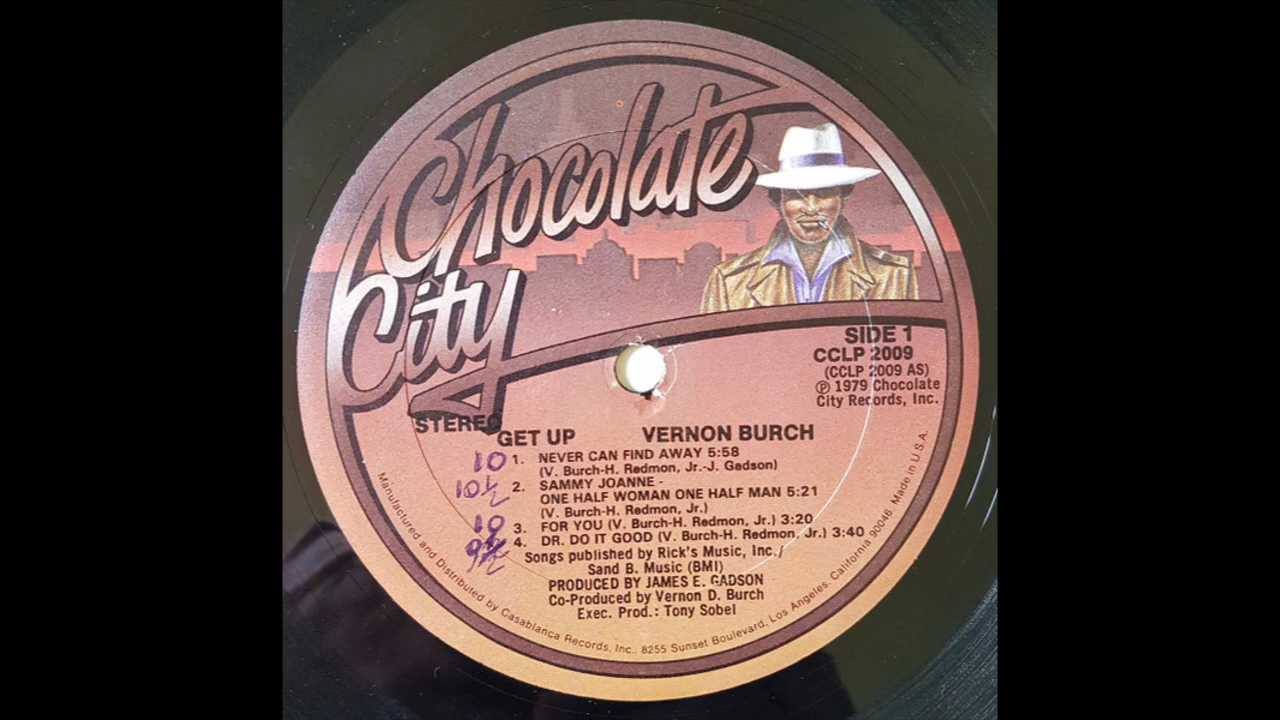 Chocolate
City
SIDE 1
CCLP 2009
(CCLP 2009 AS)
℗ 1979 Chocolate
City Records, Inc.
STEREO
GET UP VERNON BURCH
10 1. NEVER CAN FIND AWAY 5:58
(V. Burch-H. Redmon, Jr.-J. Gadson)
10½ 2. SAMMY JOANNE -
ONE HALF WOMAN ONE HALF MAN 5:21
(V. Burch-H. Redmon, Jr.)
10 3. FOR YOU (V. Burch-H. Redmon, Jr.) 3:20
4. DR. DO IT GOOD (V. Burch-H. Redmon, Jr.) 3:40
Songs published by Rick's Music, Inc./
Sand B. Music (BMI)
PRODUCED BY JAMES E. GADSON
Co-Produced by Vernon D. Burch
Exec. Prod.: Tony Sobel
Manufactured and Distributed by Casablanca Records, Inc., 8255 Sunset Boulevard, Los Angeles, California 90046. Made in U.S.A.